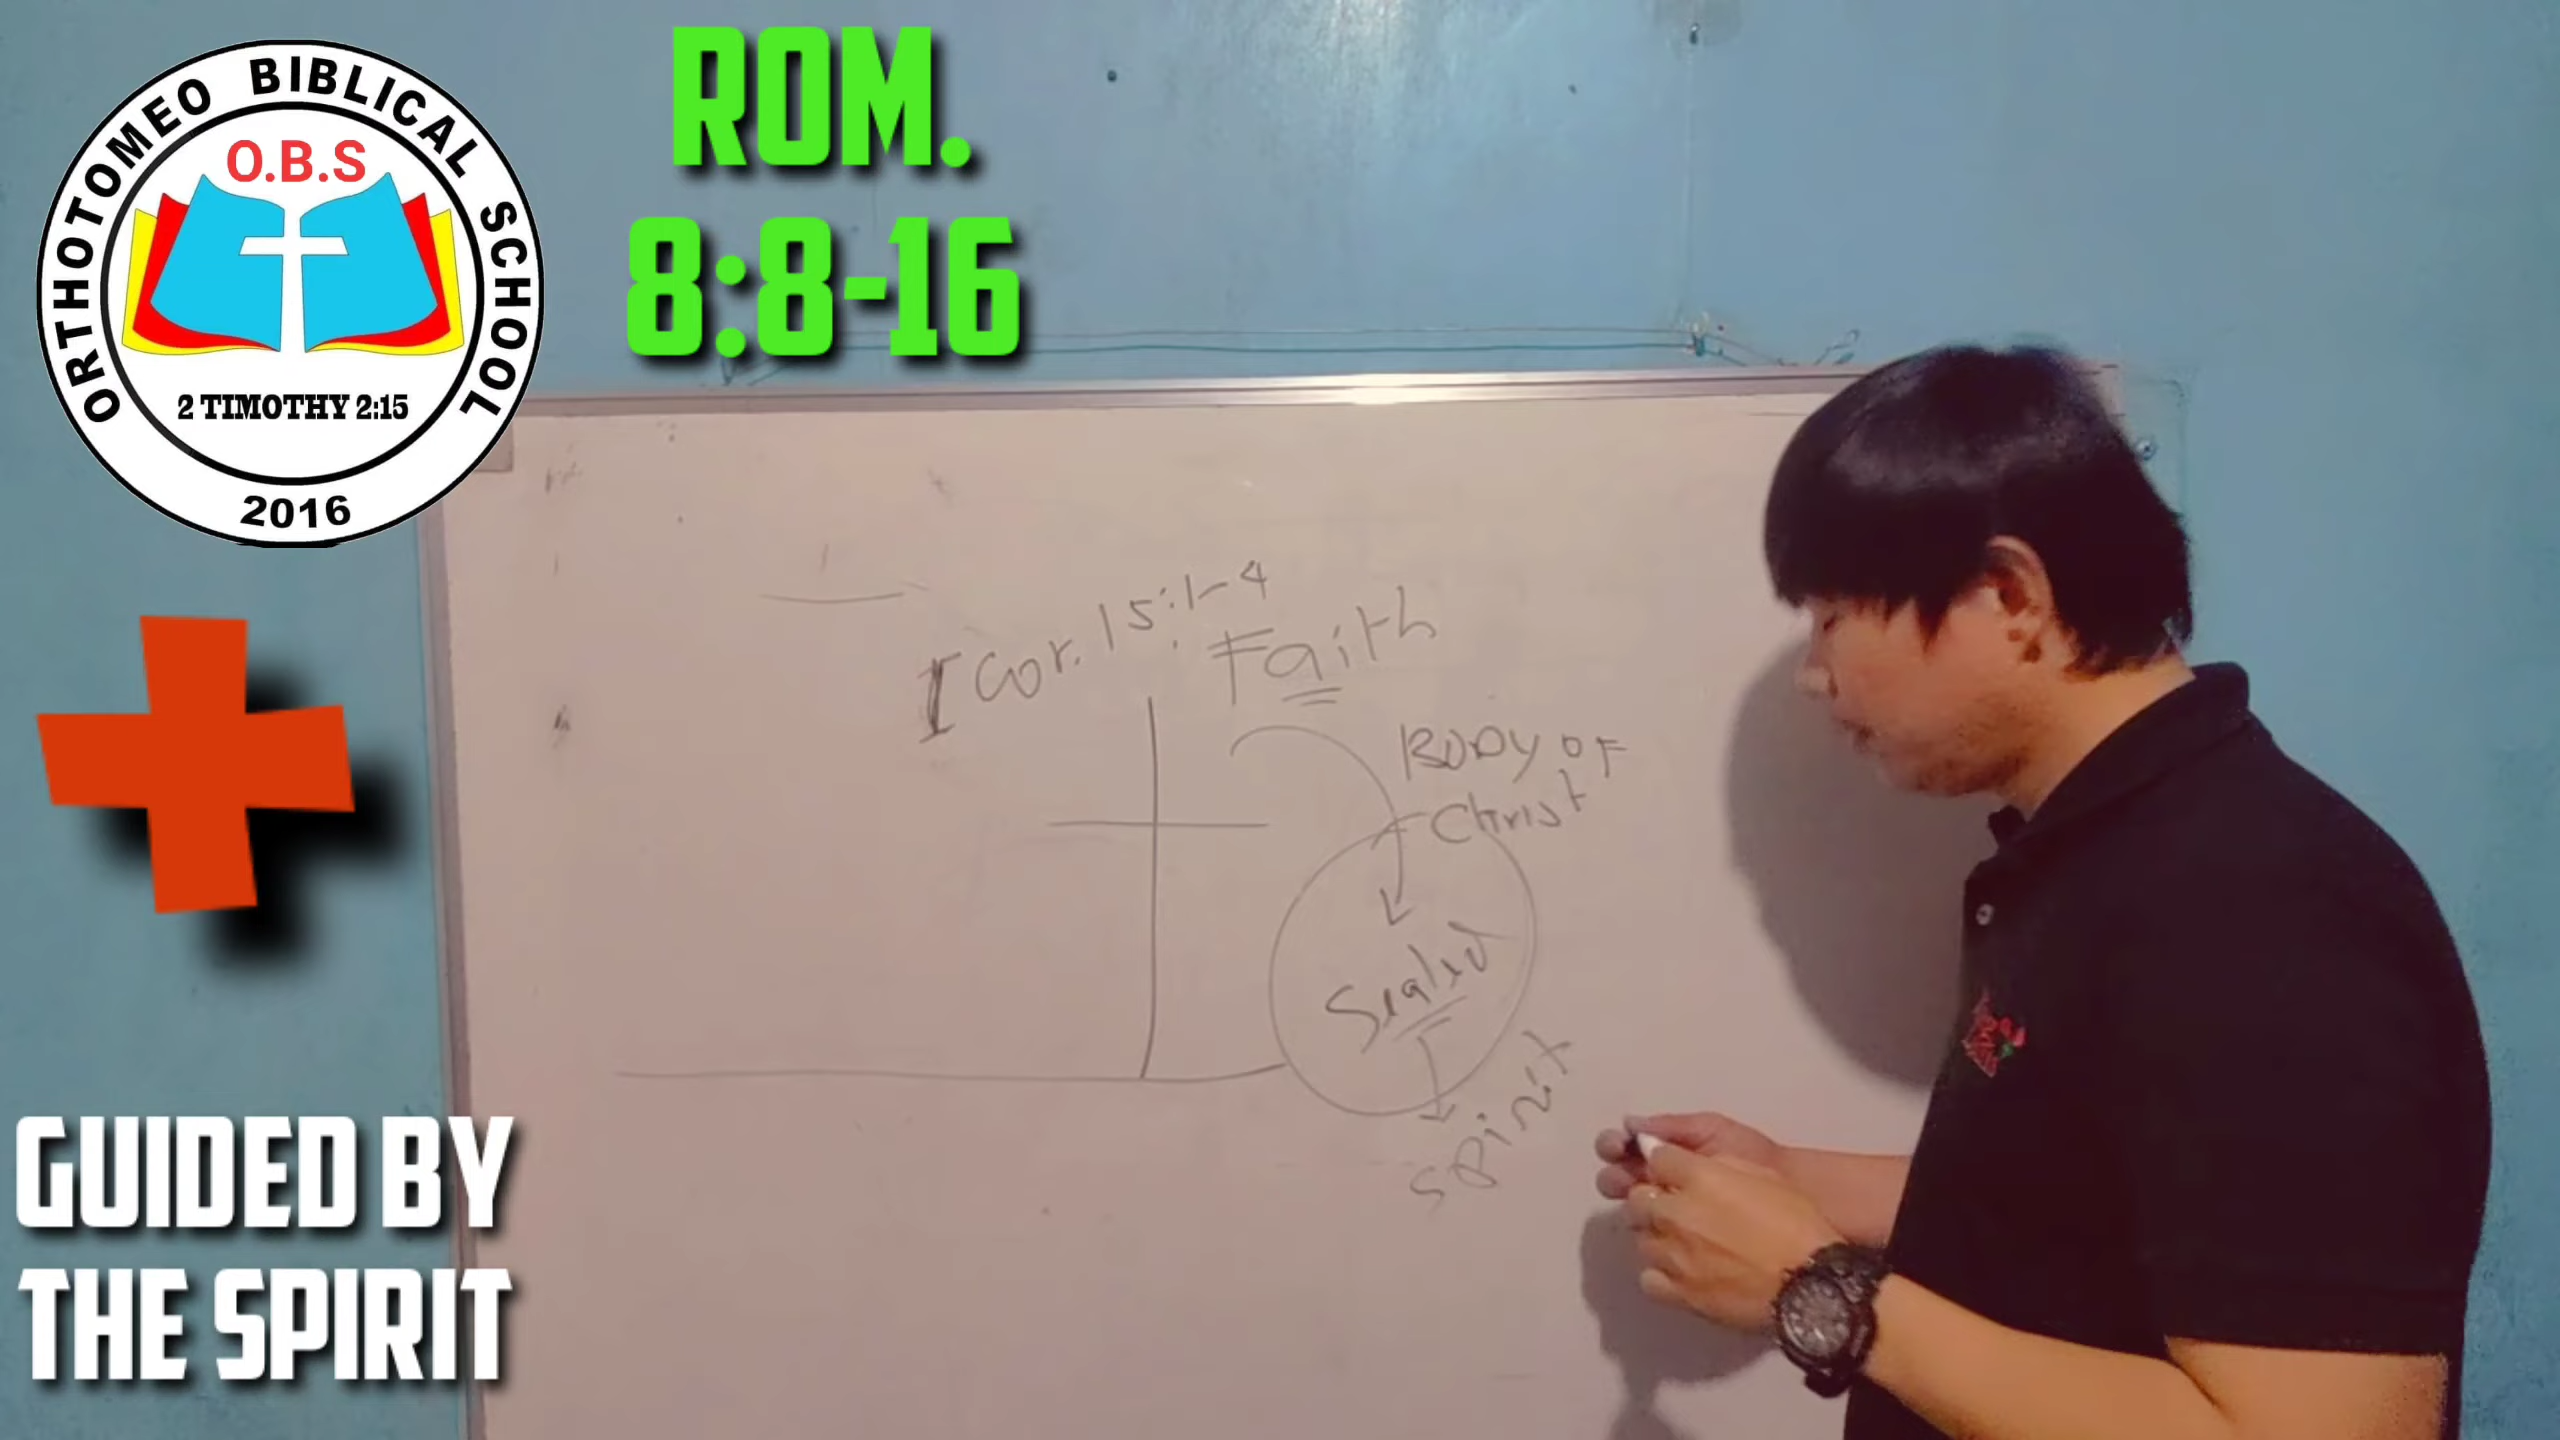 ORTHOTOMEO BIBLICAL SCHOOL
O.B.S
2 TIMOTHY 2:15
2016
ROM.
8:8-16
I Cor. 15:1-4
Faith
BODY OF
Christ
Sealed
Spirit
GUIDED BY
THE SPIRIT